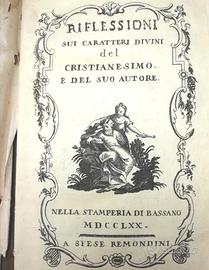 RIFLESSIONI
SUI CARATTERI DIVINI
del
CRISTIANESIMO.
E DEL SUO AUTORE.
NELLA STAMPERIA DI BASSANO
MDCCLXX.
A SPESE REMONDINI